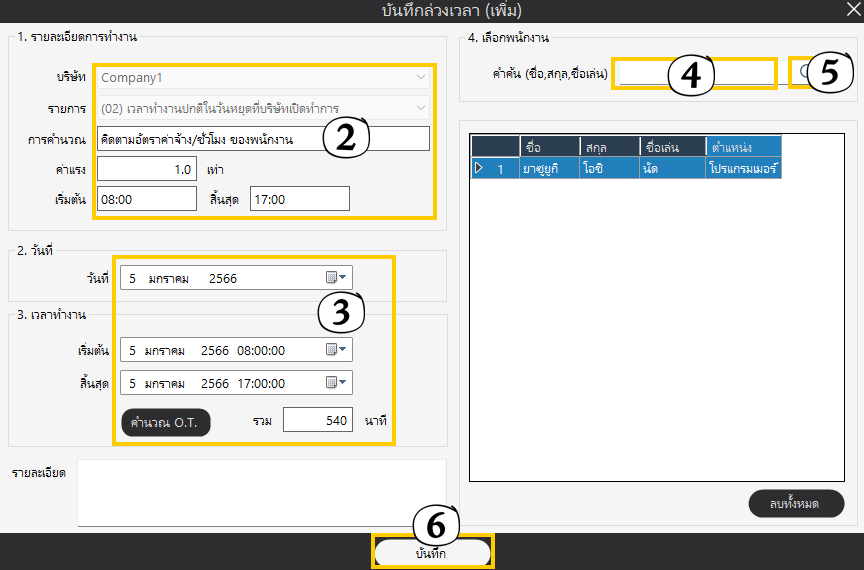 บันทึกล่วงเวลา (เพิ่ม)
1. รายละเอียดการทำงาน
บริษัท Company1
รายการ (02) เวลาทำงานปกติในวันหยุดที่บริษัทเปิดทำการ
การคำนวณ คิดตามอัตราค่าจ้าง/ชั่วโมง ของพนักงาน
2
ค่าแรง 1.0 เท่า
เริ่มต้น 08:00 สิ้นสุด 17:00
2. วันที่
วันที่ 5 มกราคม 2566
3
3. เวลาทำงาน
เริ่มต้น 5 มกราคม 2566 08:00:00
สิ้นสุด 5 มกราคม 2566 17:00:00
คำนวณ O.T. รวม 540 นาที
รายละเอียด
4. เลือกพนักงาน
คำค้น (ชื่อ,สกุล,ชื่อเล่น) 4 5
ชื่อ สกุล ชื่อเล่น ตำแหน่ง
1 ยาซูยูกิ โอชิ นัด โปรแกรมเมอร์
ลบทั้งหมด
6
บันทึก